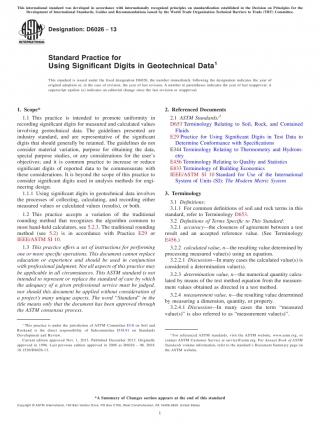 This international standard was developed in accordance with internationally recognized principles on standardization established in the Decision on Principles for the
Development of International Standards, Guides and Recommendations issued by the World Trade Organization Technical Barriers to Trade (TBT) Committee.
Designation: D6026 − 13
INTERNATIONAL
Standard Practice for
Using Significant Digits in Geotechnical Data1
This standard is issued under the fixed designation D6026; the number immediately following the designation indicates the year of
original adoption or, in the case of revision, the year of last revision. A number in parentheses indicates the year of last reapproval. A
superscript epsilon (ε) indicates an editorial change since the last revision or reapproval.
1. Scope*
1.1 This practice is intended to promote uniformity in
recording significant digits for measured and calculated values
involving geotechnical data. The guidelines presented are
industry standard, and are representative of the significant
digits that should generally be retained. The guidelines do not
consider material variation, purpose for obtaining the data,
special purpose studies, or any considerations for the user's
objectives; and it is common practice to increase or reduce
significant digits of reported data to be commensurate with
these considerations. It is beyond the scope of this practice to
consider significant digits used in analysis methods for engi-
neering design.
1.1.1 Using significant digits in geotechnical data involves
the processes of collecting, calculating, and recording either
measured values or calculated values (results), or both.
1.2 This practice accepts a variation of the traditional
rounding method that recognizes the algorithm common to
most hand-held calculators, see 5.2.3. The traditional rounding
method (see 5.2) is in accordance with Practice E29 or
IEEE/ASTM SI 10.
1.3 This practice offers a set of instructions for performing
one or more specific operations. This document cannot replace
education or experience and should be used in conjunction
with professional judgment. Not all aspects of this practice may
be applicable in all circumstances. This ASTM standard is not
intended to represent or replace the standard of care by which
the adequacy of a given professional service must be judged,
nor should this document be applied without consideration of
a project's many unique aspects. The word "Standard" in the
title means only that the document has been approved through
the ASTM consensus process.
1 This practice is under the jurisdiction of ASTM Committee D18 on Soil and
Rock and is the direct responsibility of Subcommittee D18.91 on Standards
Development and Review.
Current edition approved Nov. 1, 2013. Published December 2013. Originally
approved in 1996. Last previous edition approved in 2006 as
2. Referenced Documents
2.1 ASTM Standards:2
D653 Terminology Relating to Soil, Rock, and Contained
Fluids
E29 Practice for Using Significant Digits in Test Data to
Determine Conformance with Specifications
E344 Terminology Relating to Thermometry and Hydrom-
etry
E456 Terminology Relating to Quality and Statistics
E833 Terminology of Building Economics
IEEE/ASTM SI 10 Standard for Use of the International
System of Units (SI): The Modern Metric System
3. Terminology
3.1 Definitions:
3.1.1 For common definitions of soil and rock terms in this
standard, refer to Terminology D653.
3.2 Definitions of Terms Specific to This Standard:
3.2.1 accuracy—the closeness of agreement between a test
result and an accepted reference value. (See Terminology
E456.)
3.2.2 calculated value, n—the resulting value determined by
processing measured value(s) using an equation.
3.2.2.1 Discussion—In many cases the calculated value(s) is
considered a determination value(s).
3.2.3 determination value, n—the numerical quantity calcu-
lated by means of the test method equation from the measure-
ment values obtained as directed in a test method.
3.2.4 measurement value, n—the resulting value determined
by measuring a dimension, quantity, or property.
3.2.4.1 Discussion—In many cases the term "measured
value(s)" is also referred to as "measurement value(s)".
2 For referenced ASTM standards, visit the ASTM website, www.astm.org, or
contact ASTM Customer Service at service@astm.org. For Annual Book of ASTM
Standards volume information, refer to the standard's Document Summary page on
the ASTM website.
*A Summary of Changes section appears at the end of this standard
Copyright © ASTM International, 100 Barr Harbor Drive, PO Box C700, West Conshohocken, PA 19428-2959. United States
1